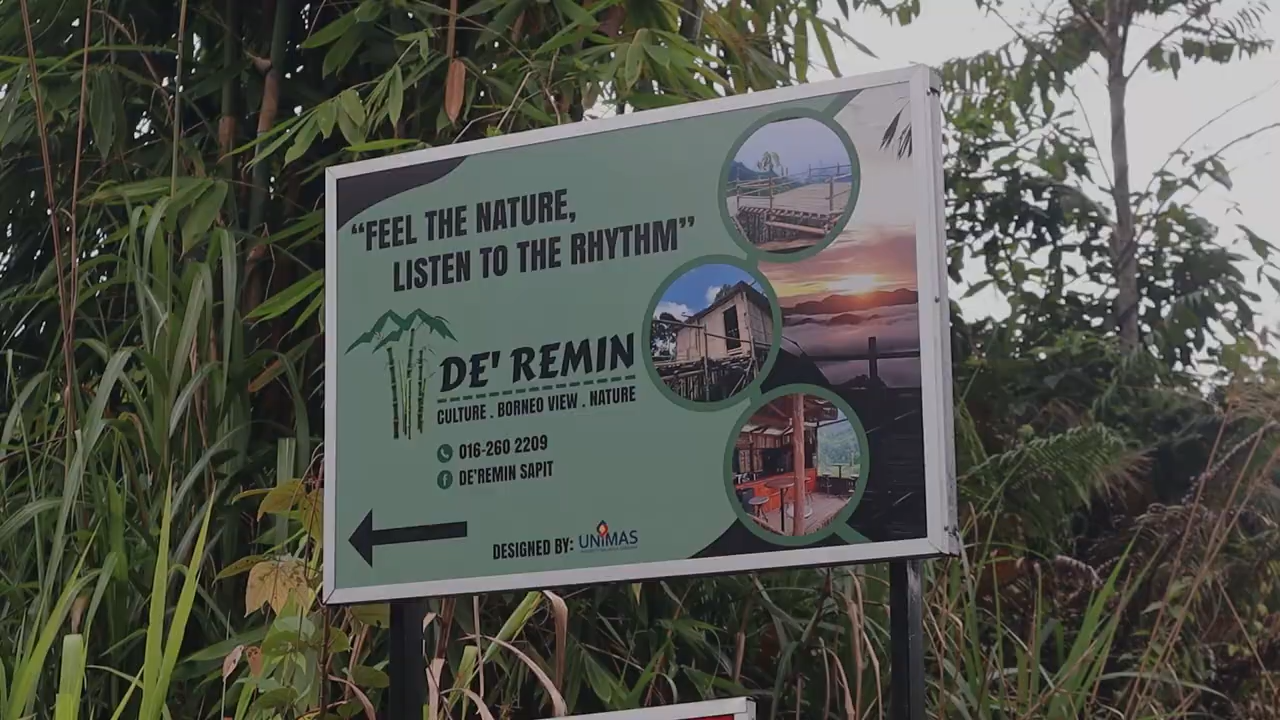 “FEEL THE NATURE,
LISTEN TO THE RHYTHM”
DE' REMIN
CULTURE . BORNEO VIEW . NATURE
016-260 2209
DE'REMIN SAPIT
DESIGNED BY: UNIMAS